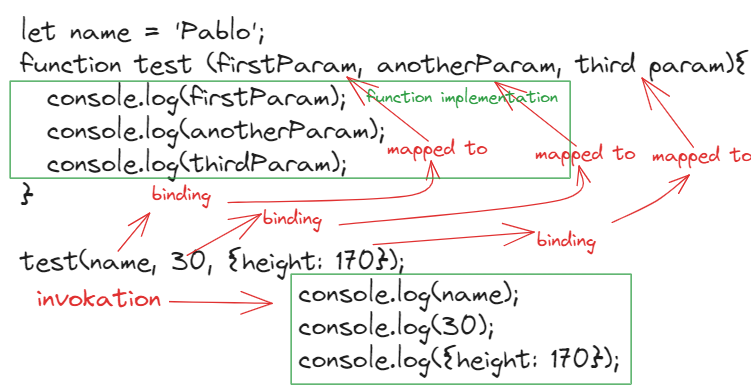 let name = 'Pablo';
function test (firstParam, anotherParam, third param){
console.log(firstParam); function implementation
console.log(anotherParam);
mapped to mapped to mapped to
console.log(thirdParam);
}
binding
binding
binding
test(name, 30, {height: 170});
invokation
console.log(name);
console.log(30);
console.log({height: 170});